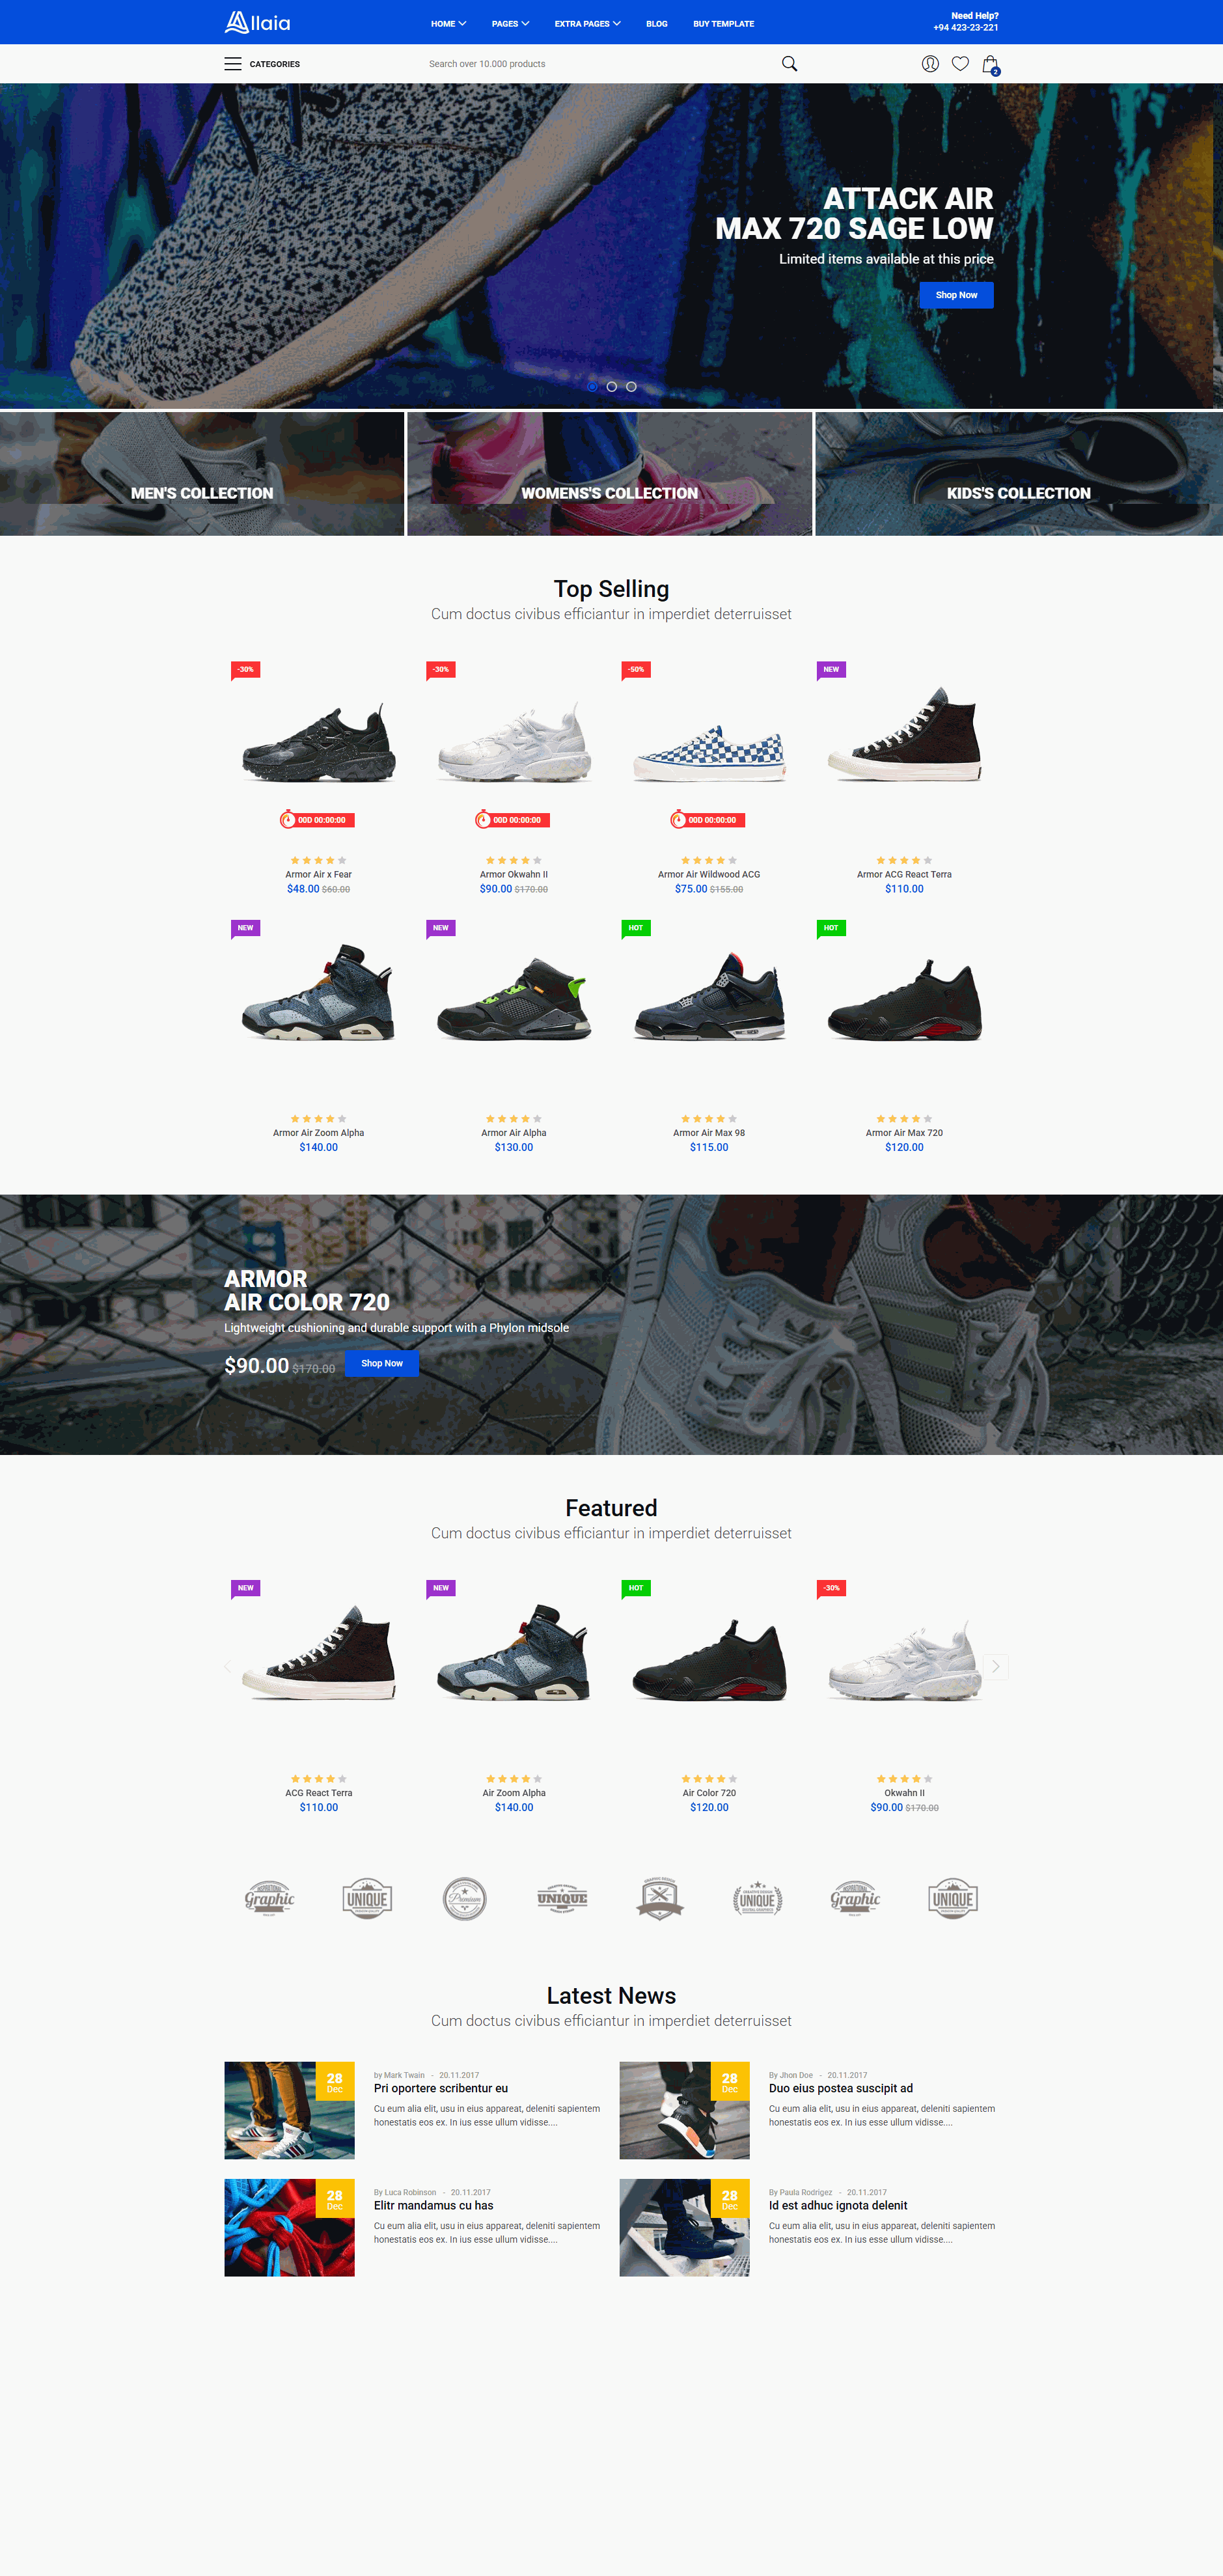 Allaia
HOME
PAGES
EXTRA PAGES
BLOG
BUY TEMPLATE
Need Help?
+94 423-23-221
CATEGORIES
Search over 10.000 products
2
ATTACK AIR
MAX 720 SAGE LOW
Limited items available at this price
Shop Now
MEN'S COLLECTION
WOMENS'S COLLECTION
KIDS'S COLLECTION
Top Selling
Cum doctus civibus efficiantur in imperdiet deterruisset
-30%
-30%
-50%
NEW
00D 00:00:00
00D 00:00:00
00D 00:00:00
Armor Air x Fear
Armor Okwahn II
Armor Air Wildwood ACG
Armor ACG React Terra
$48.00 $60.00
$90.00 $170.00
$75.00 $155.00
$110.00
NEW
NEW
HOT
HOT
Armor Air Zoom Alpha
Armor Air Alpha
Armor Air Max 98
Armor Air Max 720
$140.00
$130.00
$115.00
$120.00
ARMOR
AIR COLOR 720
Lightweight cushioning and durable support with a Phylon midsole
$90.00 $170.00
Shop Now
Featured
Cum doctus civibus efficiantur in imperdiet deterruisset
NEW
NEW
HOT
-30%
ACG React Terra
Air Zoom Alpha
Air Color 720
Okwahn II
$110.00
$140.00
$120.00
$90.00 $170.00
Graphic
UNIQUE
Premium
UNIQUE
UNIQUE
Graphic
UNIQUE
Latest News
Cum doctus civibus efficiantur in imperdiet deterruisset
28
Dec
by Mark Twain - 20.11.2017
Pri oportere scribentur eu
Cu eum alia elit, usu in eius appareat, deleniti sapientem
honestatis eos ex. In ius esse ullum vidisse....
28
Dec
By Jhon Doe - 20.11.2017
Duo eius postea suscipit ad
Cu eum alia elit, usu in eius appareat, deleniti sapientem
honestatis eos ex. In ius esse ullum vidisse....
28
Dec
By Luca Robinson - 20.11.2017
Elitr mandamus cu has
Cu eum alia elit, usu in eius appareat, deleniti sapientem
honestatis eos ex. In ius esse ullum vidisse....
28
Dec
By Paula Rodrigez - 20.11.2017
Id est adhuc ignota delenit
Cu eum alia elit, usu in eius appareat, deleniti sapientem
honestatis eos ex. In ius esse ullum vidisse....